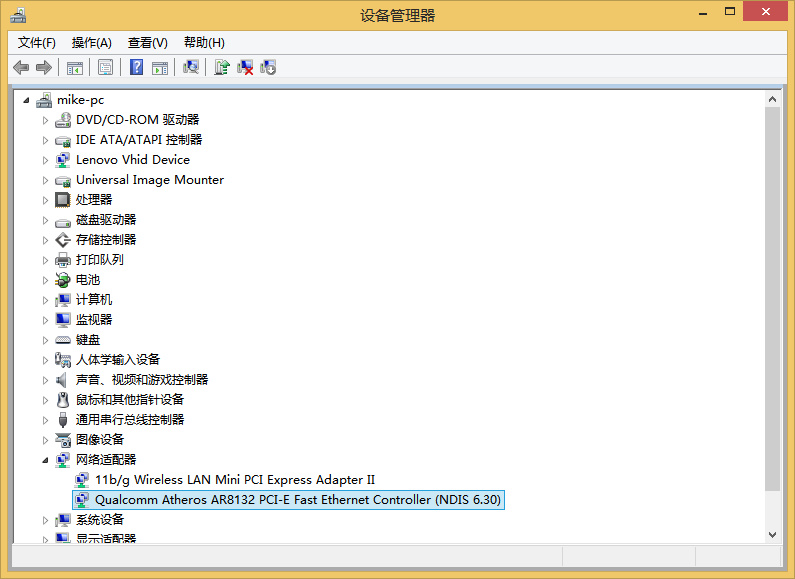 设备管理器
文件(F) 操作(A) 查看(V) 帮助(H)
mike-pc
DVD/CD-ROM 驱动器
IDE ATA/ATAPI 控制器
Lenovo Vhid Device
Universal Image Mounter
处理器
磁盘驱动器
存储控制器
打印队列
电池
计算机
监视器
键盘
人体学输入设备
声音、视频和游戏控制器
鼠标和其他指针设备
通用串行总线控制器
图像设备
网络适配器
11b/g Wireless LAN Mini PCI Express Adapter II
Qualcomm Atheros AR8132 PCI-E Fast Ethernet Controller (NDIS 6.30)
系统设备
显示适配器